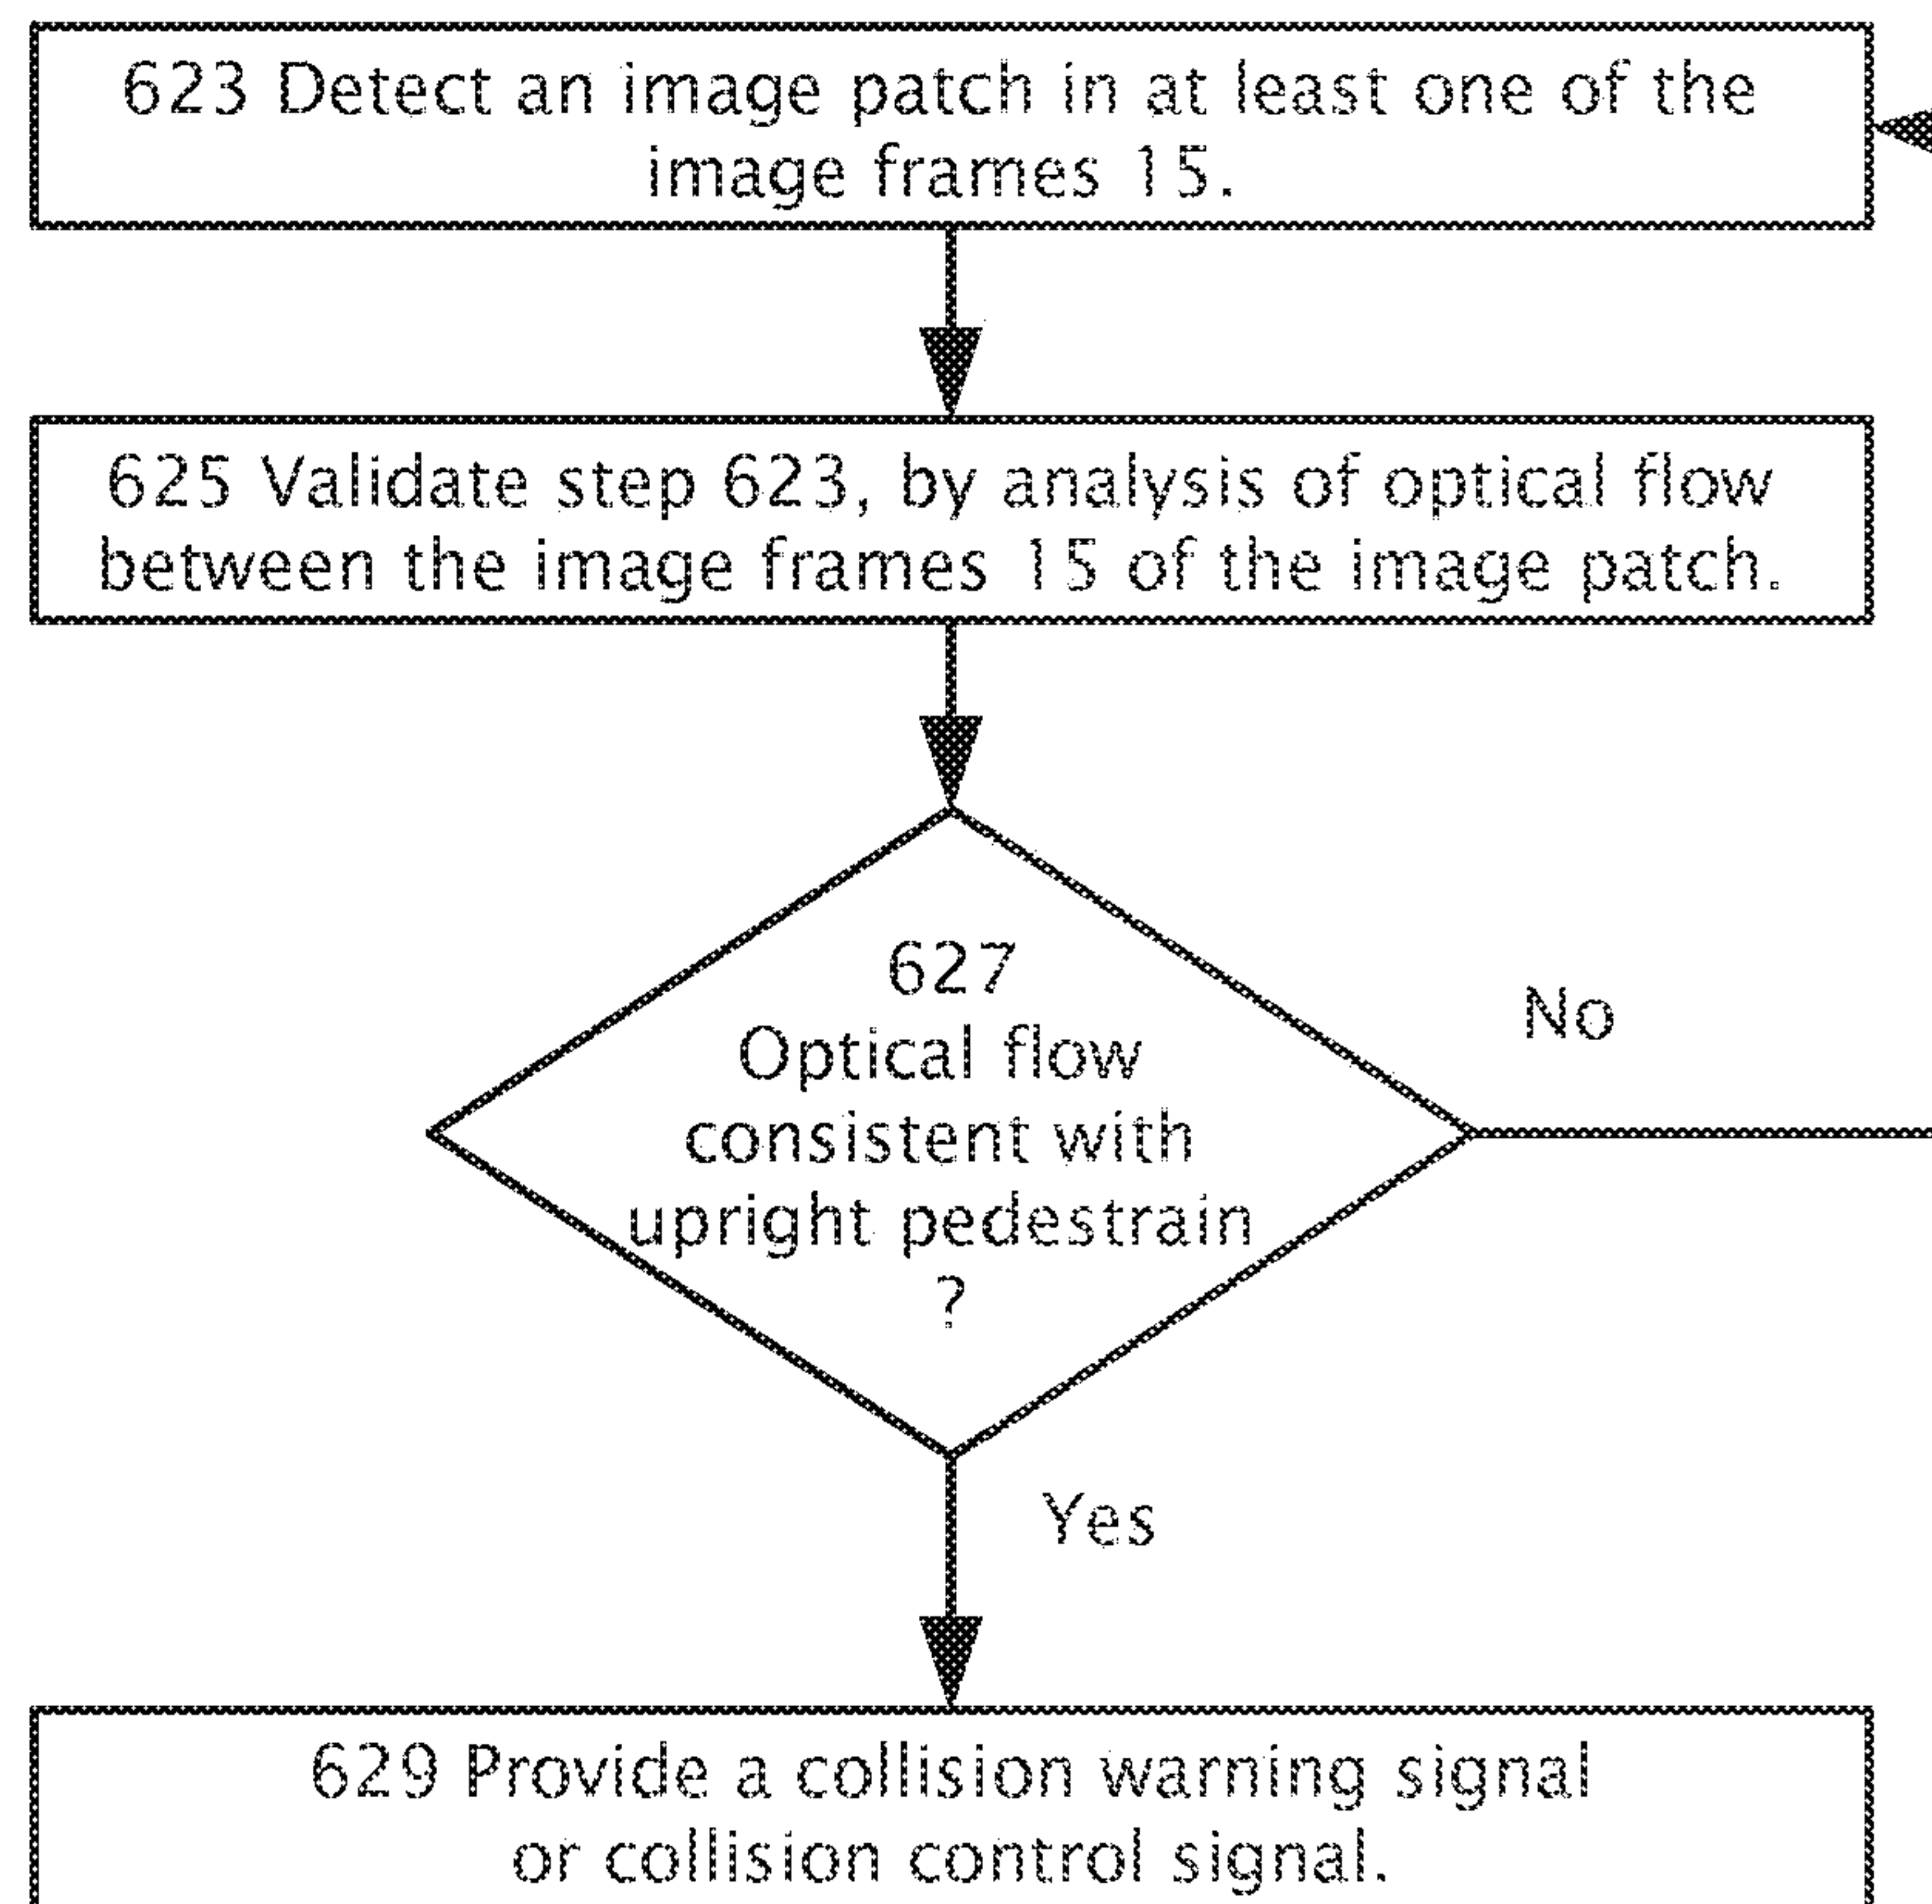 623 Detect an image patch in at least one of the
image frames 15.
625 Validate step 623, by analysis of optical flow
between the image frames 15 of the image patch.
627
Optical flow
consistent with
upright pedestrain
?
No
Yes
629 Provide a collision warning signal
or collision control signal.